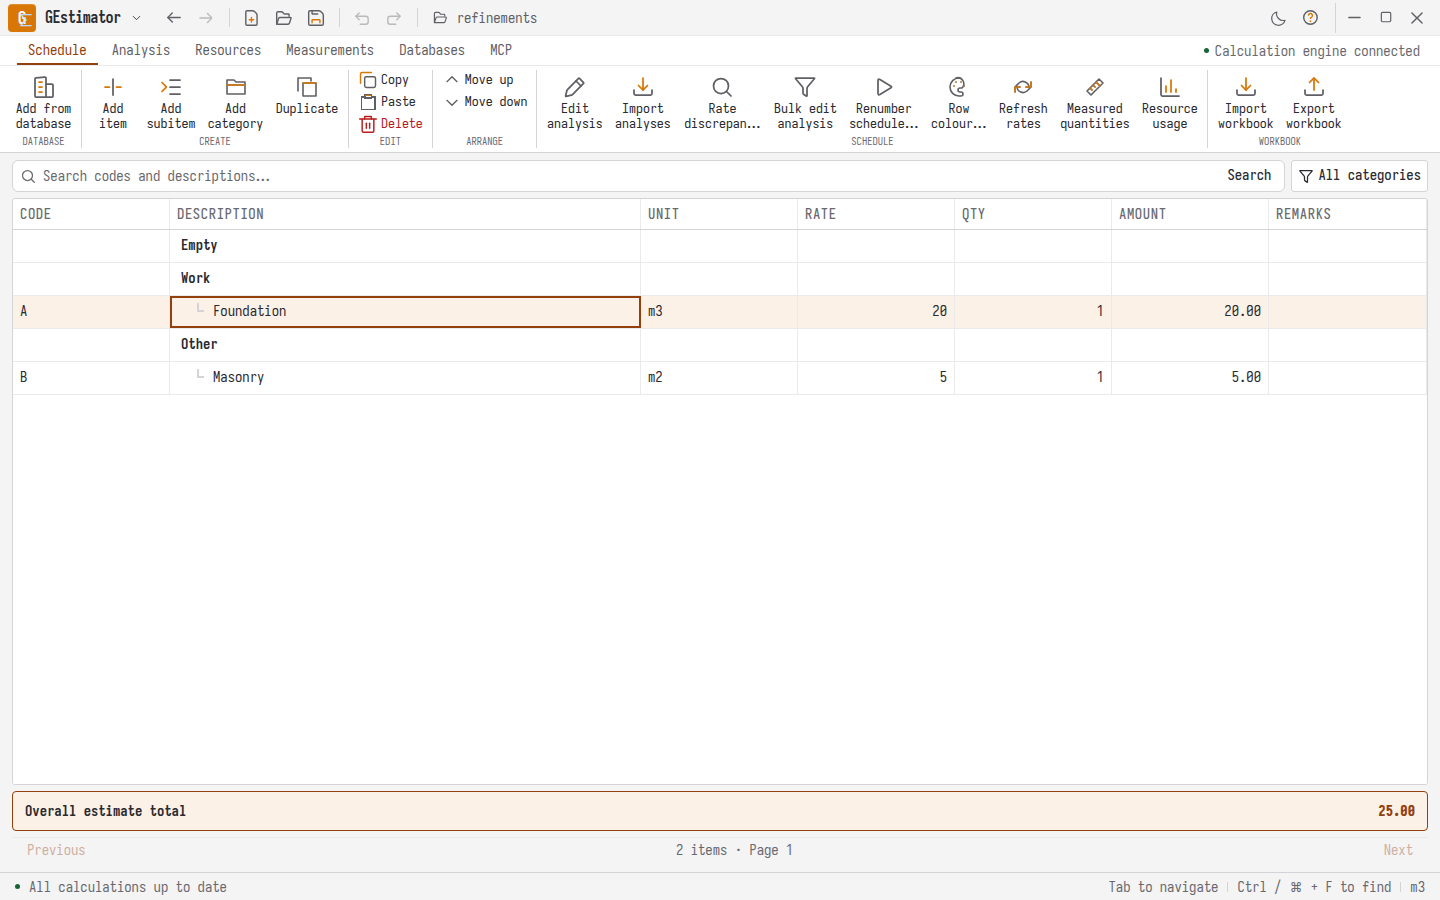 GEstimator
refinements
Schedule Analysis Resources Measurements Databases MCP
Calculation engine connected
Add from database
Add item
Add subitem
Add category
Duplicate
Copy
Paste
Delete
Move up
Move down
Edit analysis
Import analyses
Rate discrepan...
Bulk edit analysis
Renumber schedule...
Row colour...
Refresh rates
Measured quantities
Resource usage
Import workbook
Export workbook
DATABASE CREATE EDIT ARRANGE SCHEDULE WORKBOOK
Search codes and descriptions...
Search
All categories
CODE DESCRIPTION UNIT RATE QTY AMOUNT REMARKS
Empty
Work
A Foundation m3 20 1 20.00
Other
B Masonry m2 5 1 5.00
Overall estimate total 25.00
Previous 2 items · Page 1 Next
All calculations up to date
Tab to navigate Ctrl / ⌘ + F to find m3